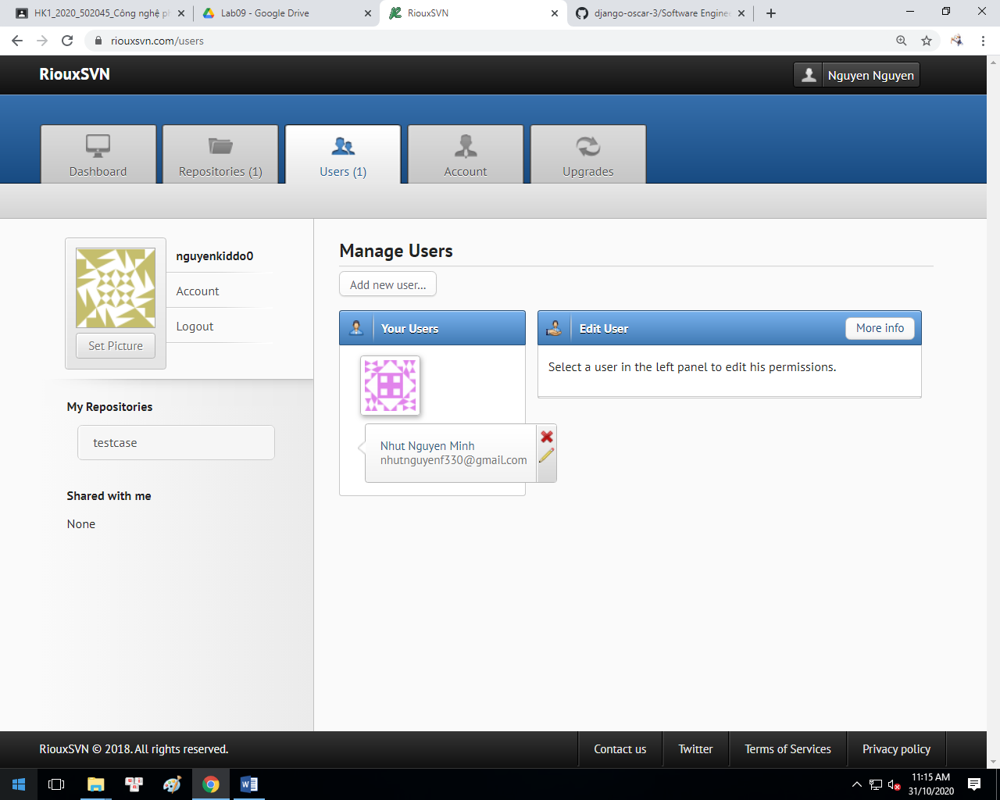 HK1_2020_502045_Công nghệ ph
Lab09 - Google Drive
RiouxSVN
django-oscar-3/Software Enginee
riouxsvn.com/users
RiouxSVN
Nguyen Nguyen
Dashboard
Repositories (1)
Users (1)
Account
Upgrades
nguyenkiddo0
Account
Logout
Set Picture
My Repositories
testcase
Shared with me
None
Manage Users
Add new user...
Your Users
Nhut Nguyen Minh
nhutnguyenf330@gmail.com
Edit User
More info
Select a user in the left panel to edit his permissions.
RiouxSVN © 2018. All rights reserved.
Contact us
Twitter
Terms of Services
Privacy policy
11:15 AM
31/10/2020